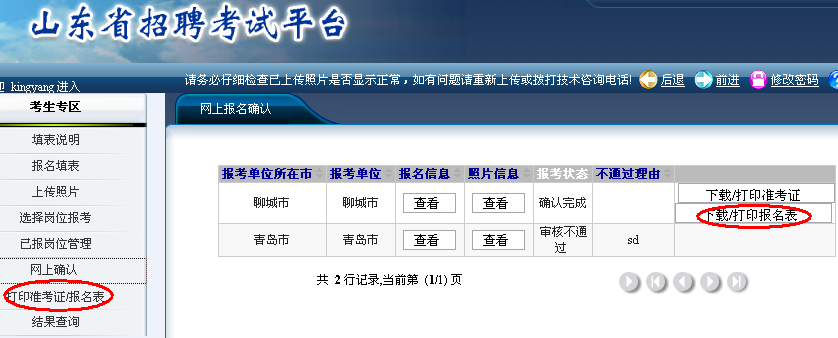 山东省招聘考试平台
迎 kingyang 进入
请务必仔细检查已上传照片是否显示正常，如有问题请重新上传或拨打技术咨询电话! 后退 前进 修改密码
考生专区
网上报名确认
填表说明
报名填表
上传照片
选择岗位报考
已报岗位管理
网上确认
打印准考证/报名表
结果查询
报考单位所在市 报考单位 报名信息 照片信息 报考状态 不通过理由
聊城市 聊城市 查看 查看 确认完成 下载/打印准考证
下载/打印报名表
青岛市 青岛市 查看 查看 审核不通过 sd
共 2 行记录,当前第 (1/1) 页